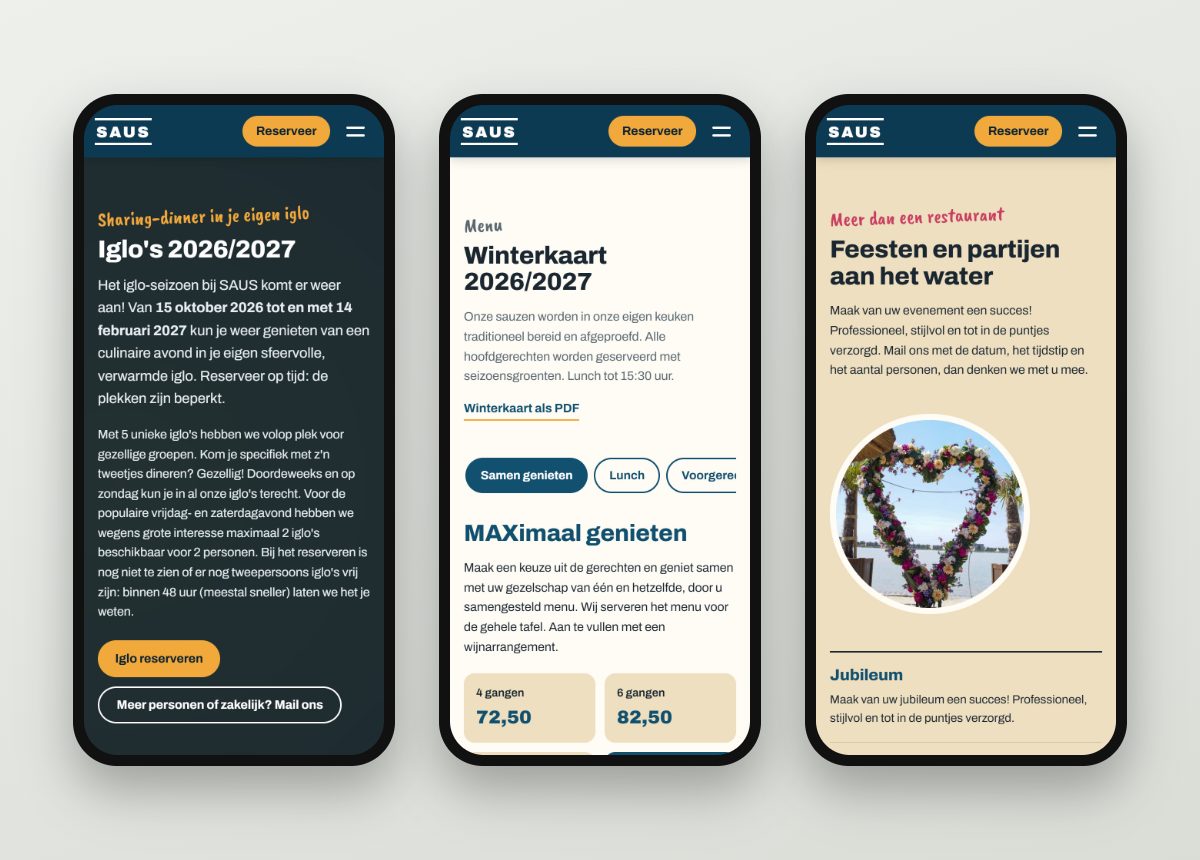 SAUS
Reserveer
Sharing-dinner in je eigen iglo
Iglo's 2026/2027
Het iglo-seizoen bij SAUS komt er weer
aan! Van 15 oktober 2026 tot en met 14
februari 2027 kun je weer genieten van een
culinaire avond in je eigen sfeervolle,
verwarmde iglo. Reserveer op tijd: de
plekken zijn beperkt.
Met 5 unieke iglo's hebben we volop plek voor
gezellige groepen. Kom je specifiek met z'n
tweetjes dineren? Gezellig! Doordeweeks en op
zondag kun je in al onze iglo's terecht. Voor de
populaire vrijdag- en zaterdagavond hebben we
wegens grote interesse maximaal 2 iglo's
beschikbaar voor 2 personen. Bij het reserveren is
nog niet te zien of er nog tweepersoons iglo's vrij
zijn: binnen 48 uur (meestal sneller) laten we het je
weten.
Iglo reserveren
Meer personen of zakelijk? Mail ons
SAUS
Reserveer
Menu
Winterkaart
2026/2027
Onze sauzen worden in onze eigen keuken
traditioneel bereid en afgeproefd. Alle
hoofdgerechten worden geserveerd met
seizoensgroenten. Lunch tot 15:30 uur.
Winterkaart als PDF
Samen genieten
Lunch
MAXimaal genieten
Maak een keuze uit de gerechten en geniet samen
met uw gezelschap van één en hetzelfde, door u
samengesteld menu. Wij serveren het menu voor
de gehele tafel. Aan te vullen met een
wijnarrangement.
4 gangen
72,50
6 gangen
82,50
SAUS
Reserveer
Meer dan een restaurant
Feesten en partijen
aan het water
Maak van uw evenement een succes!
Professioneel, stijlvol en tot in de puntjes
verzorgd. Mail ons met de datum, het tijdstip en
het aantal personen, dan denken we met u mee.
Jubileum
Maak van uw jubileum een succes! Professioneel,
stijlvol en tot in de puntjes verzorgd.